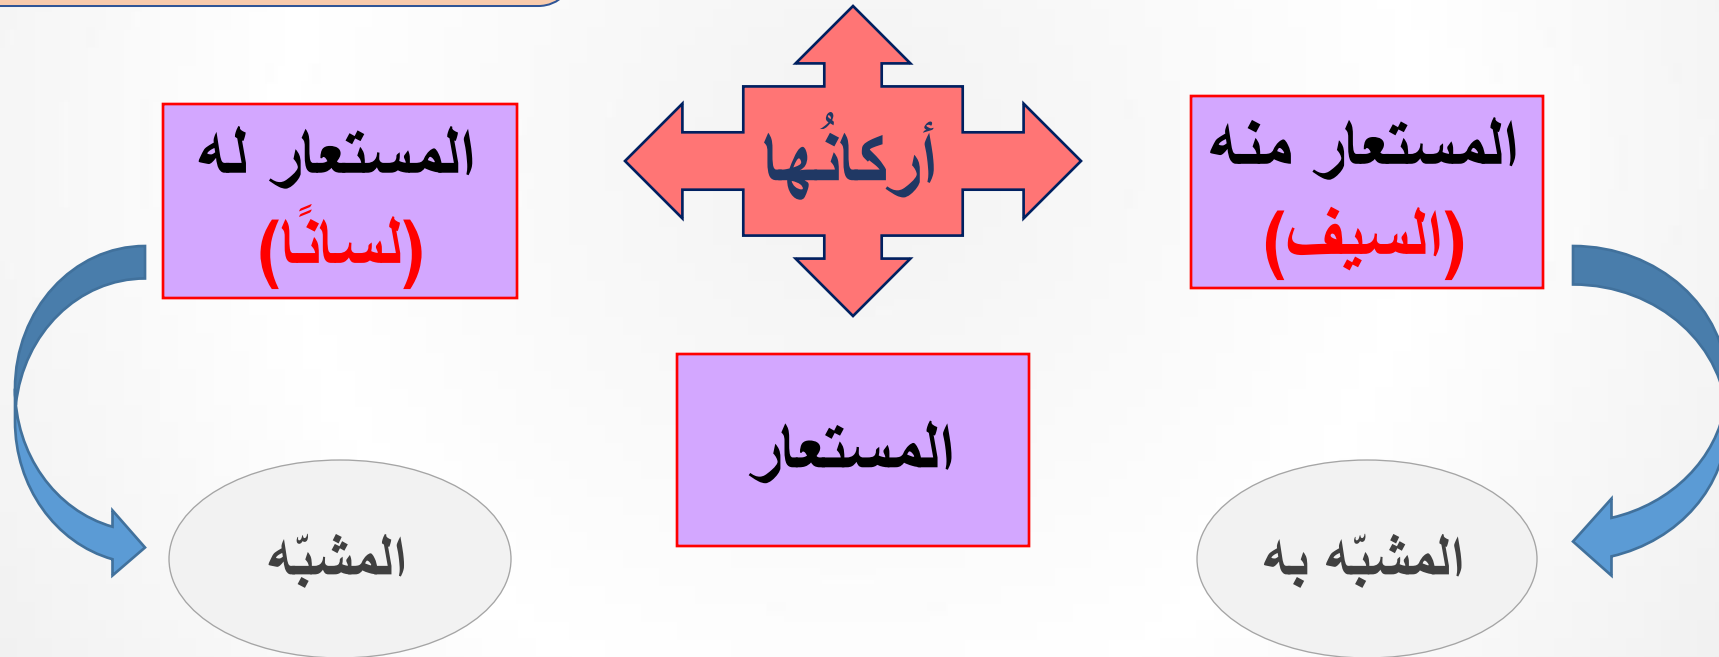 أركانُها
المستعار منه
(السيف)
المستعار له
(لسانًا)
المستعار
المشبّه به
المشبّه